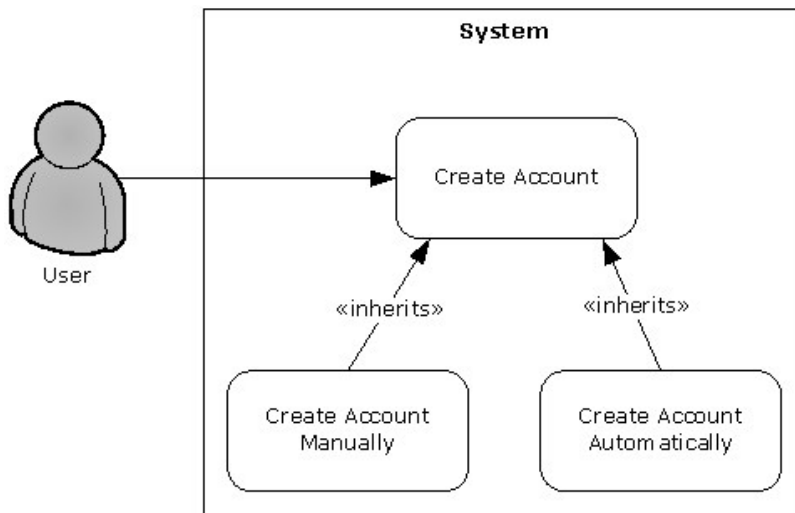 System
Create Account
User
«inherits»
«inherits»
Create Account
Manually
Create Account
Automatically